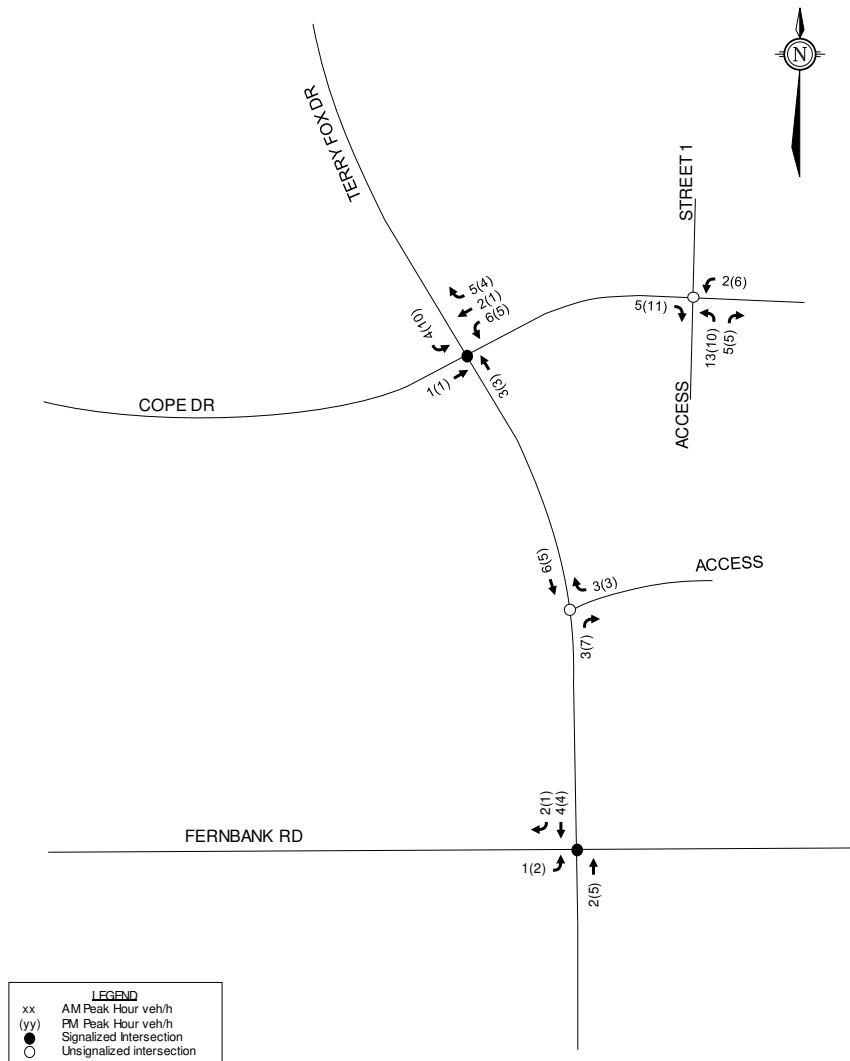 N
TERRY FOX DR
STREET 1
5(4)
2(1)
6(5)
2(6)
4(10)
5(11)
13(10)
5(5)
1(1)
3(3)
COPE DR
ACCESS
6(5)
3(3)
ACCESS
3(7)
2(1)
4(4)
FERNBANK RD
1(2)
2(5)
LEGEND
xx AM Peak Hour veh/h
(yy) PM Peak Hour veh/h
Signalized Intersection
Unsignalized intersection